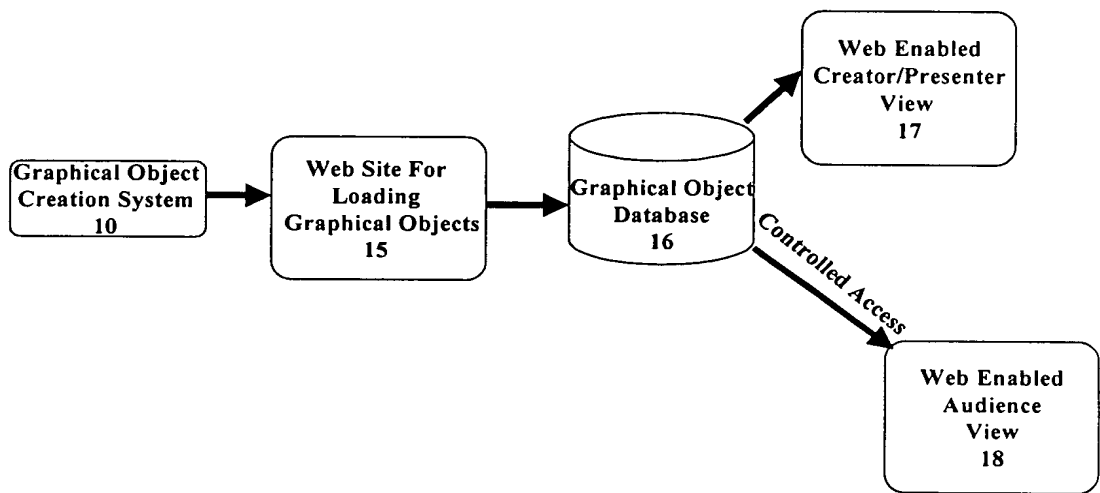 Graphical Object
Creation System
10
Web Site For
Loading
Graphical Objects
15
Graphical Object
Database
16
Web Enabled
Creator/Presenter
View
17
Controlled Access
Web Enabled
Audience
View
18